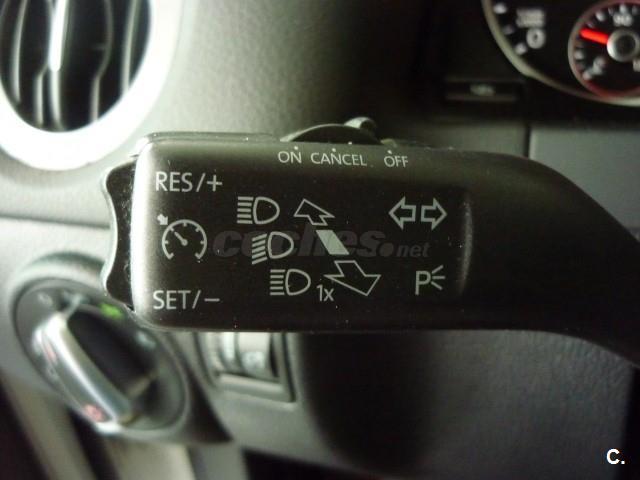 ON CANCEL OFF
RES/+
coches.net
SET/-
1x
P
C.